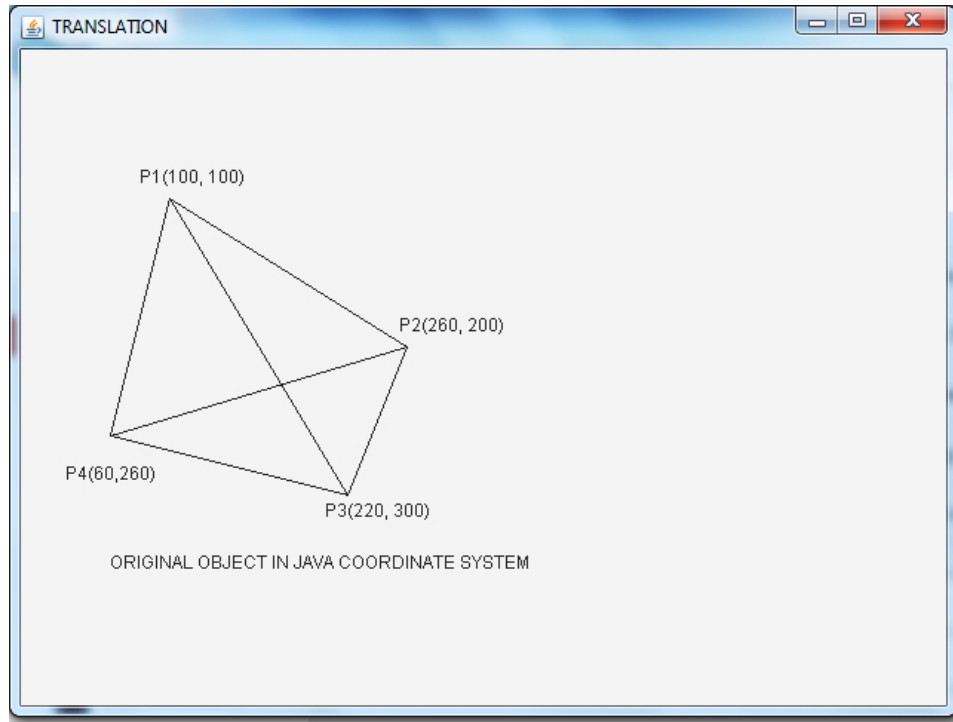 TRANSLATION
P1(100, 100)
P2(260, 200)
P4(60,260)
P3(220, 300)
ORIGINAL OBJECT IN JAVA COORDINATE SYSTEM